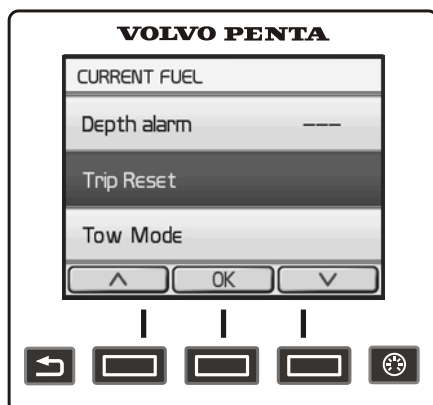 VOLVO PENTA
CURRENT FUEL
Depth alarm ---
Trip Reset
Tow Mode
OK